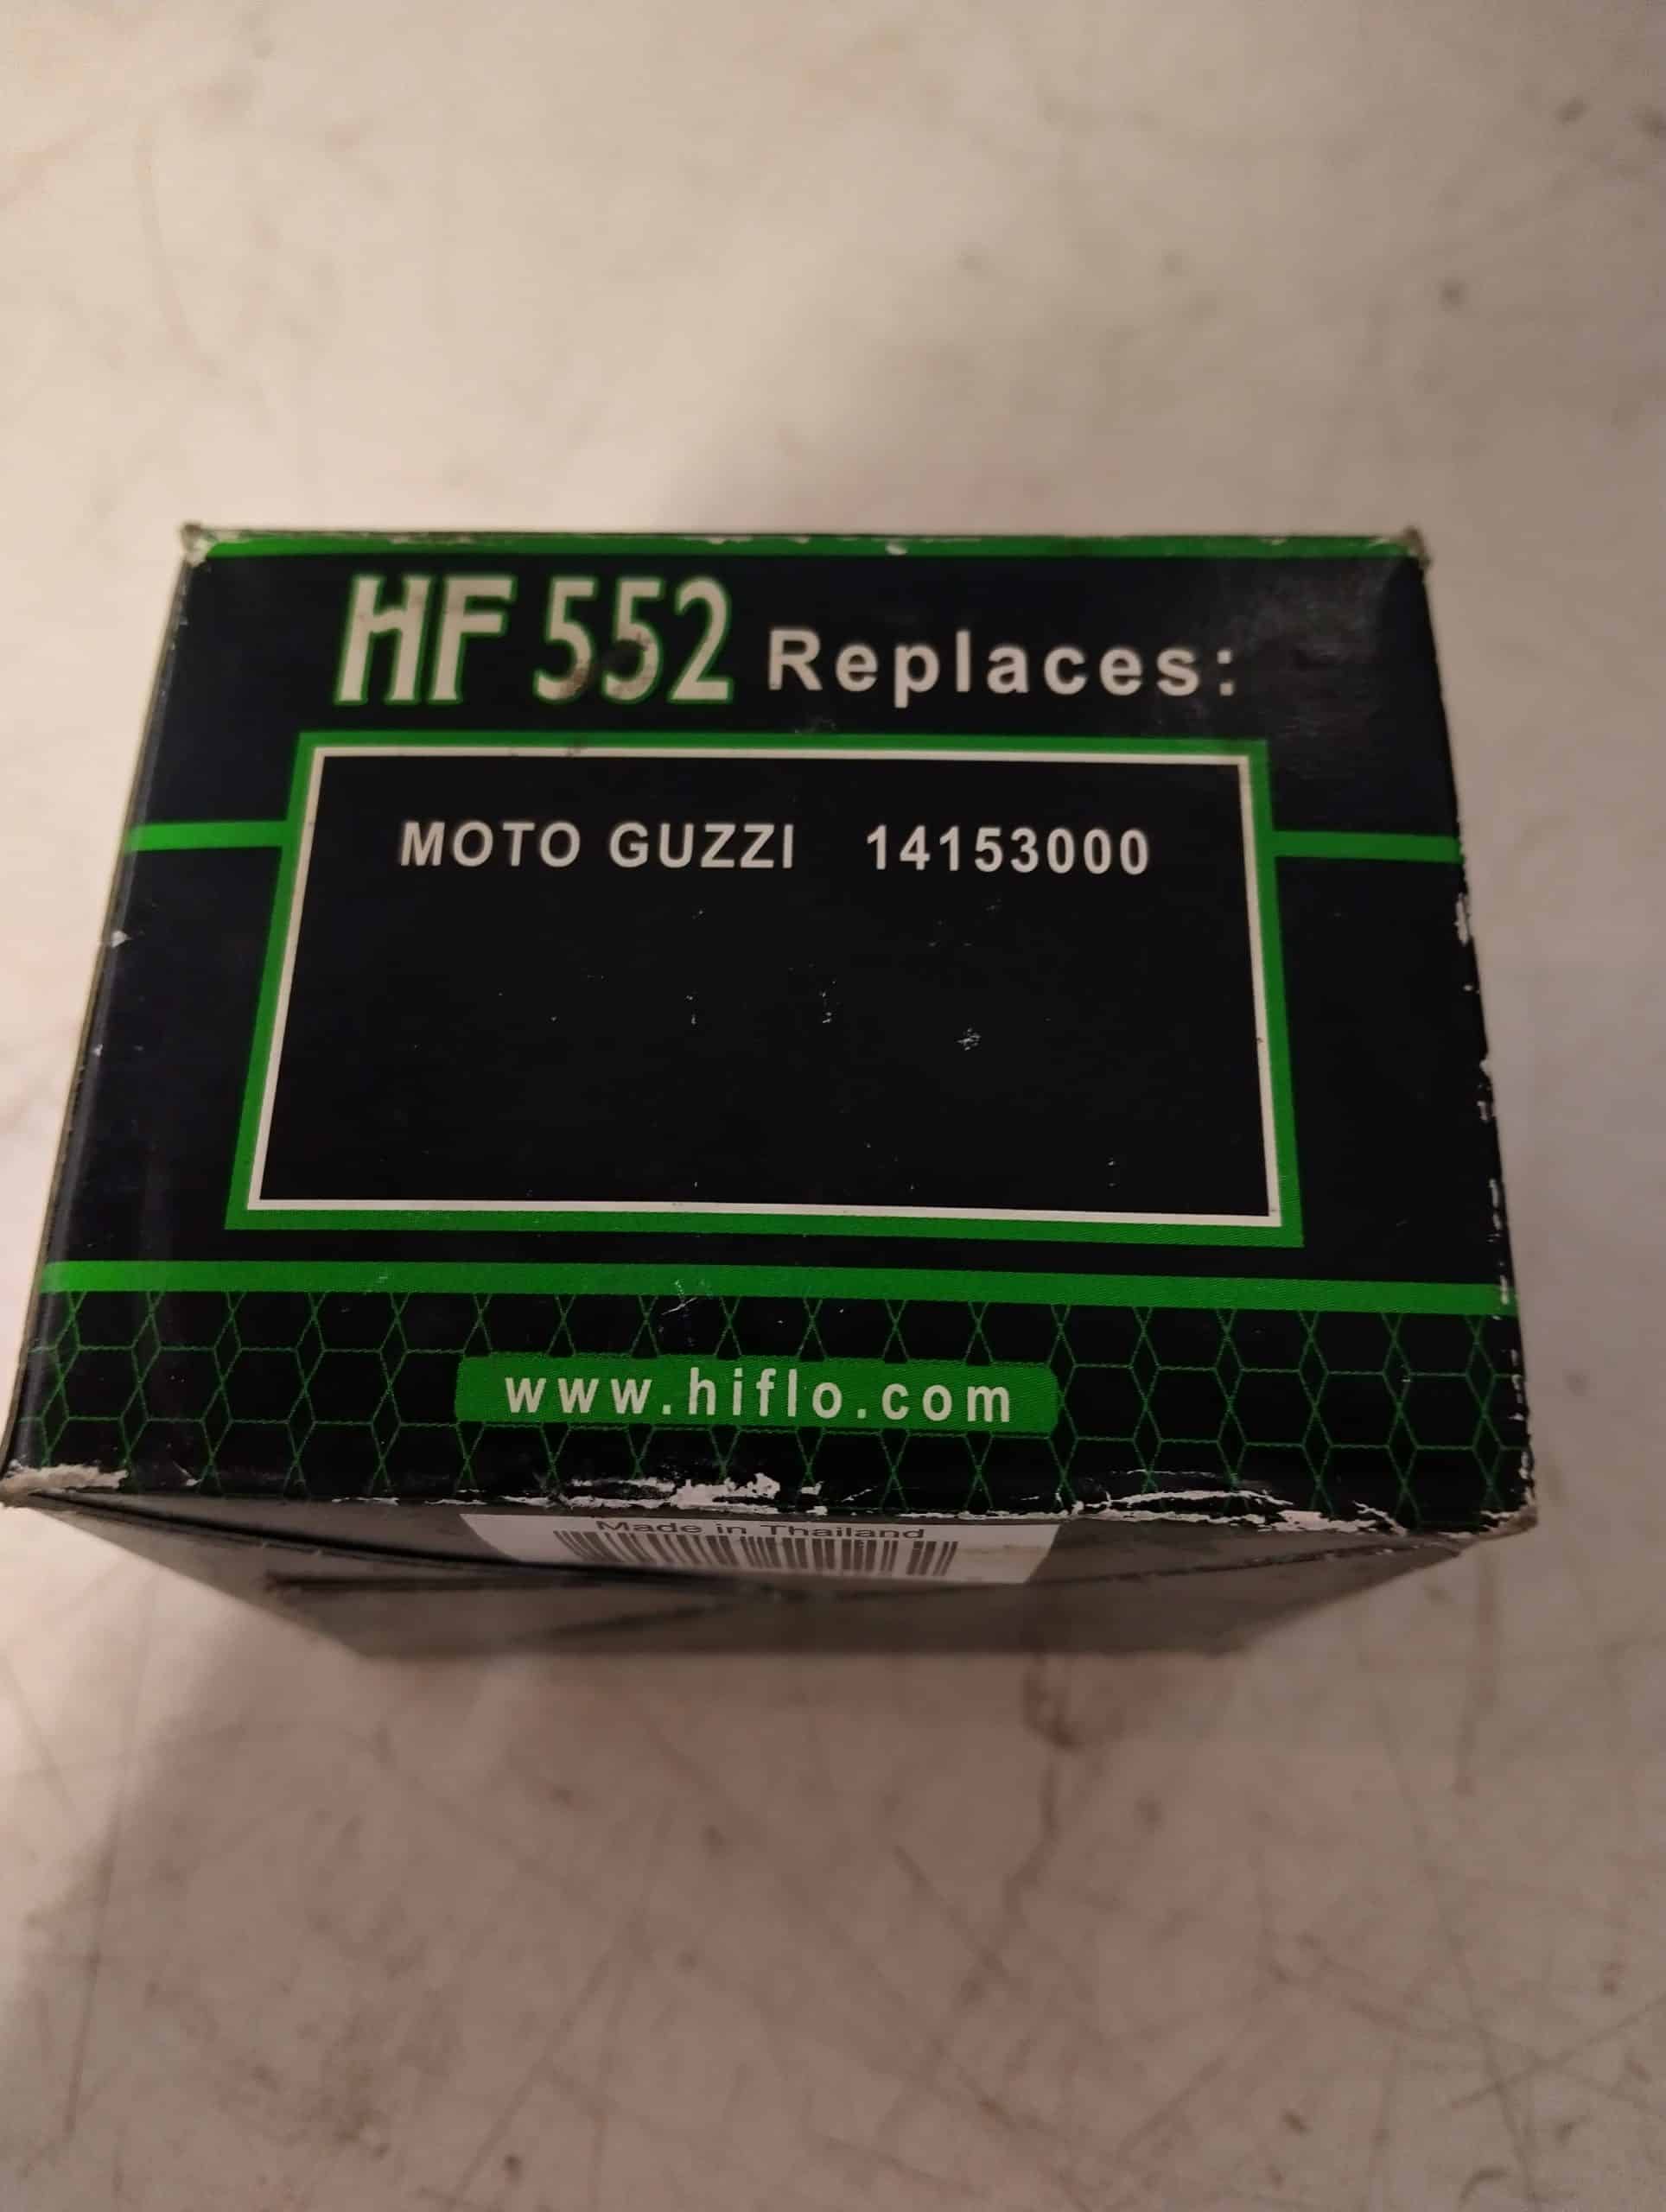 HF 552 Replaces:
MOTO GUZZI 14153000
www.hiflo.com
Made in Thailand